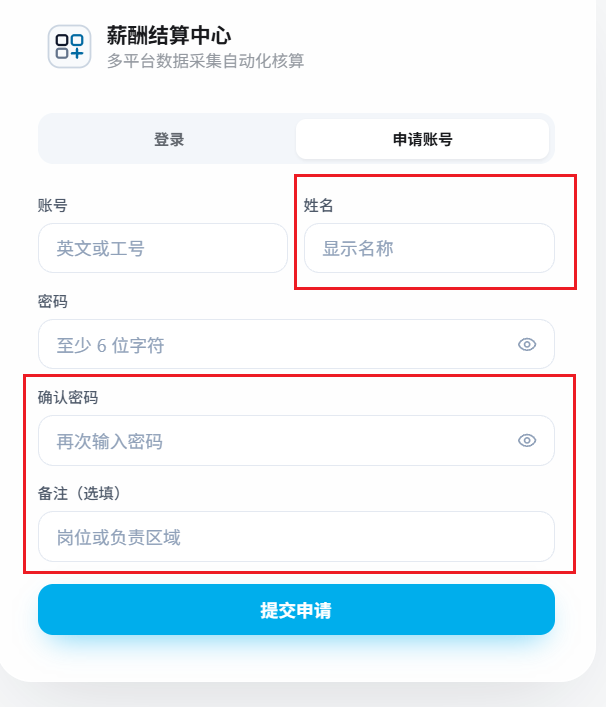 薪酬结算中心
多平台数据采集自动化核算
登录
申请账号
账号
姓名
英文或工号
显示名称
密码
至少 6 位字符
确认密码
再次输入密码
备注（选填）
岗位或负责区域
提交申请